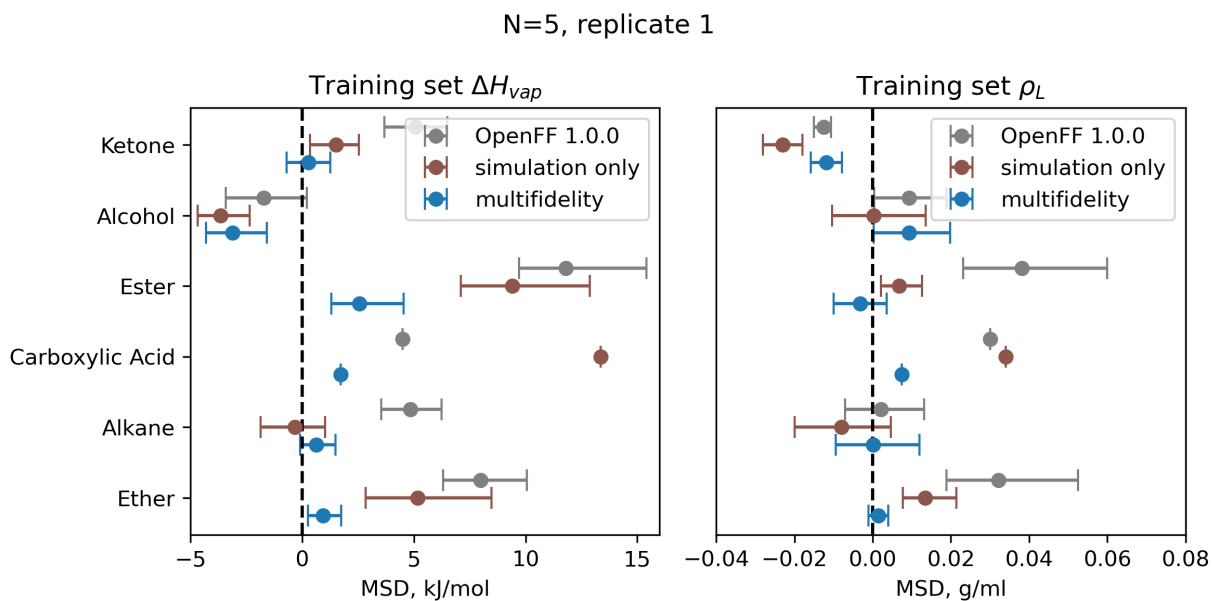 N=5, replicate 1
Training set ΔH_vap
Training set ρ_L
OpenFF 1.0.0
simulation only
multifidelity
OpenFF 1.0.0
simulation only
multifidelity
Ketone
Alcohol
Ester
Carboxylic Acid
Alkane
Ether
−5 0 5 10 15
−0.04 −0.02 0.00 0.02 0.04 0.06 0.08
MSD, kJ/mol
MSD, g/ml